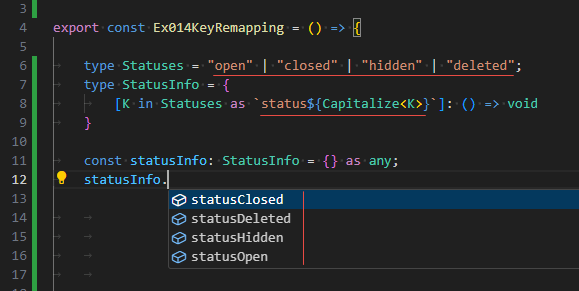 3
4 export const Ex014KeyRemapping = () => {
5
6 type Statuses = "open" | "closed" | "hidden" | "deleted";
7 type StatusInfo = {
8 [K in Statuses as `status${Capitalize<K>}`]: () => void
9 }
10
11 const statusInfo: StatusInfo = {} as any;
12 statusInfo.
13 statusClosed
14 statusDeleted
15 statusHidden
16 statusOpen
17